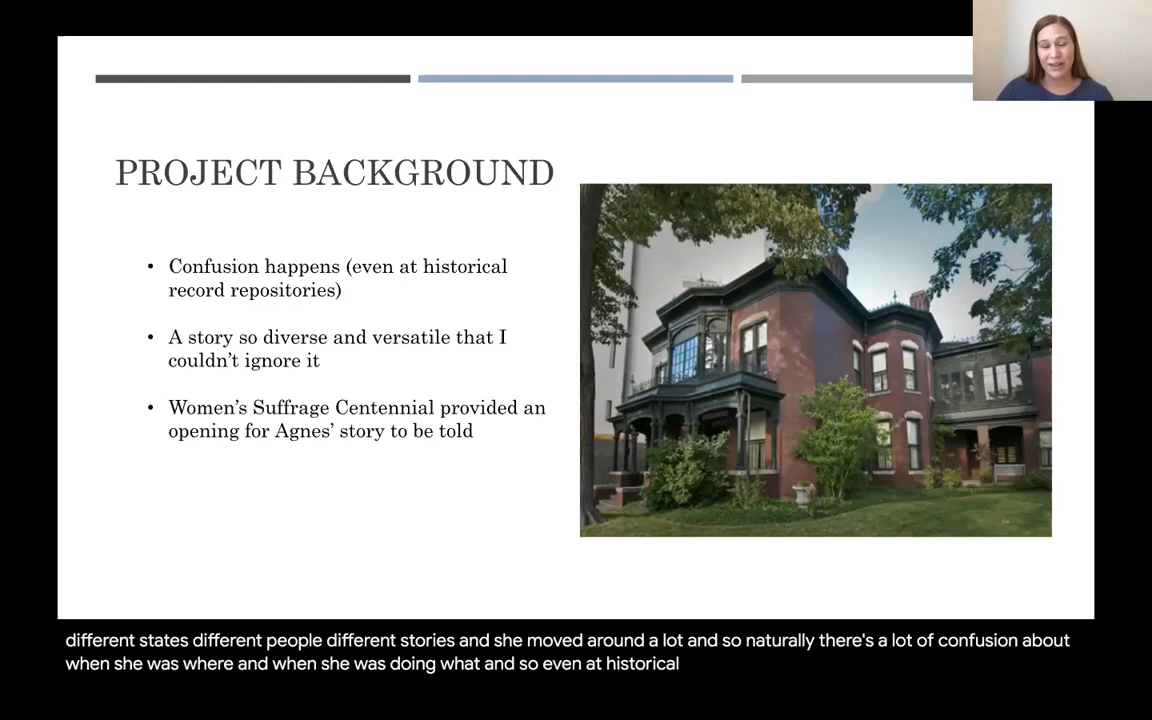 PROJECT BACKGROUND
• Confusion happens (even at historical
record repositories)
• A story so diverse and versatile that I
couldn’t ignore it
• Women’s Suffrage Centennial provided an
opening for Agnes’ story to be told
different states different people different stories and she moved around a lot and so naturally there's a lot of confusion about
when she was where and when she was doing what and so even at historical